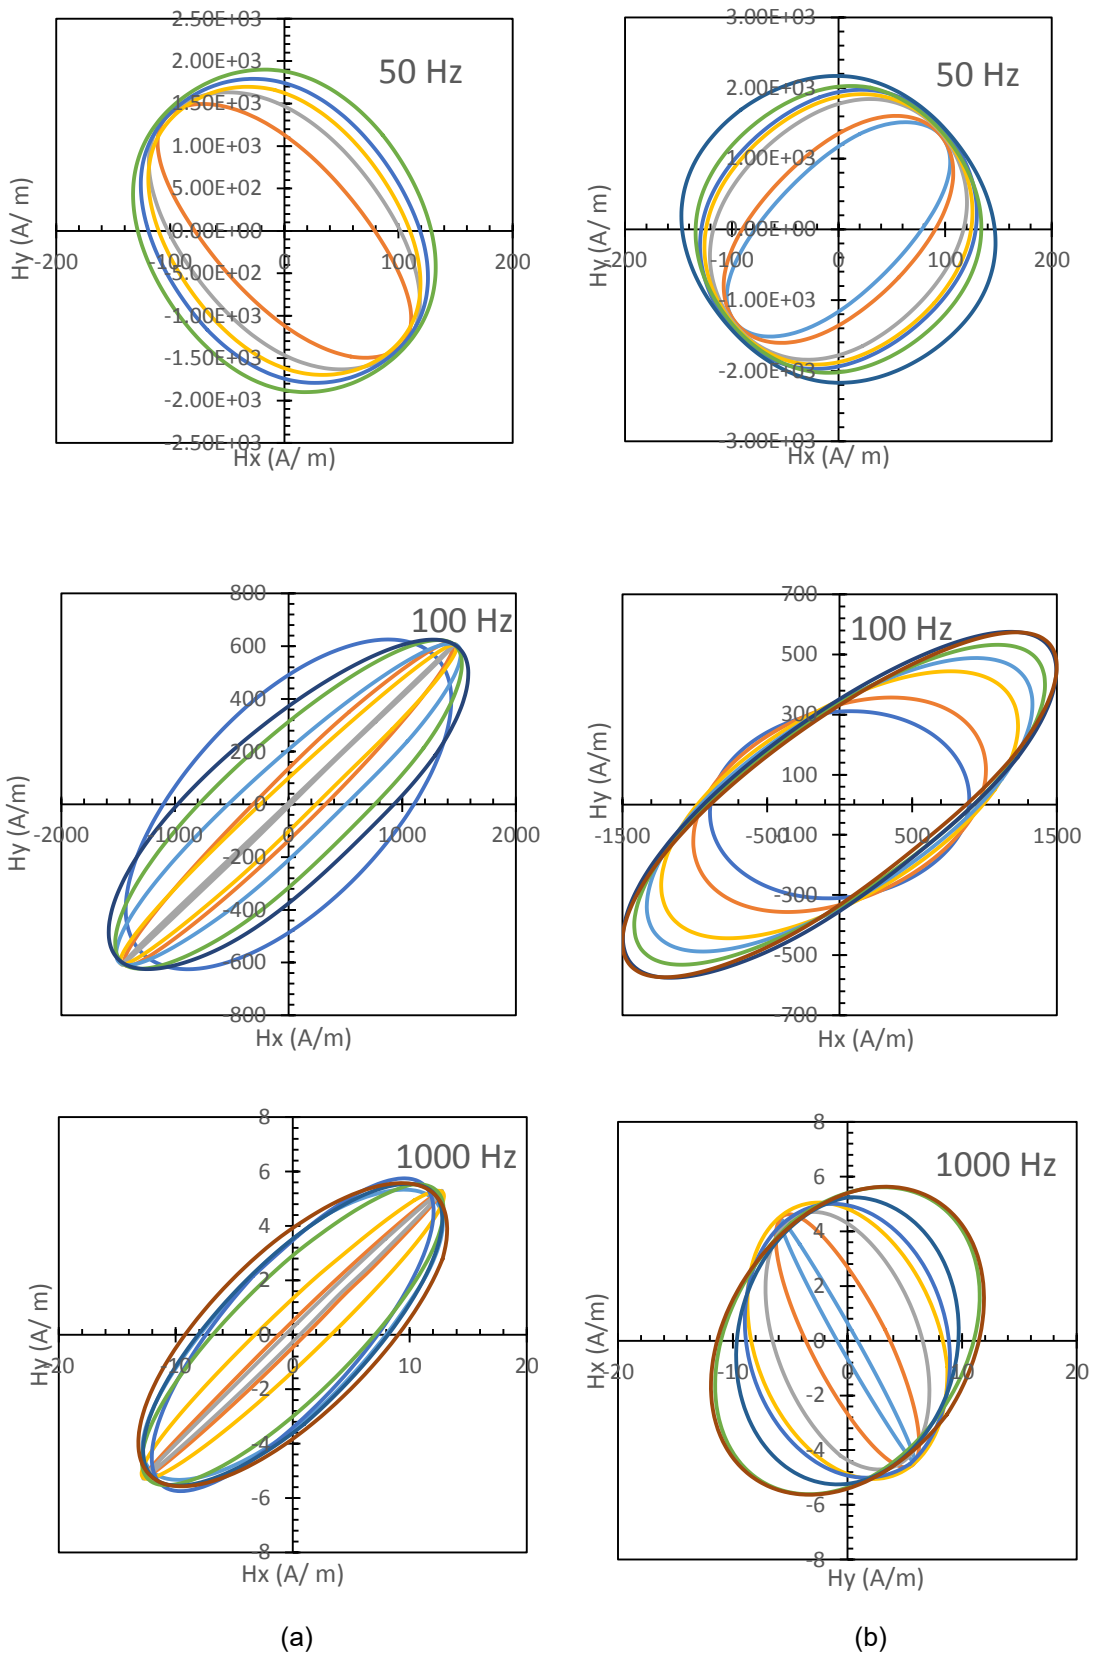 2.50E+03
2.00E+03
1.50E+03
1.00E+03
5.00E+02
0.00E+00
-5.00E+02
-1.00E+03
-1.50E+03
-2.00E+03
-2.50E+03
-200
-100
0
100
200
50 Hz
Hy (A/ m)
Hx (A/ m)
3.00E+03
2.00E+03
1.00E+03
0.00E+00
-1.00E+03
-2.00E+03
-3.00E+03
-200
-100
0
100
200
50 Hz
Hy (A/ m)
Hx (A/ m)
800
600
400
200
0
-200
-400
-600
-800
-2000
-1000
0
1000
2000
100 Hz
Hy (A/m)
Hx (A/m)
700
500
300
100
-100
-300
-500
-700
-1500
-500
500
1500
100 Hz
Hy (A/m)
Hx (A/m)
8
6
4
2
0
-2
-4
-6
-8
-20
-10
0
10
20
1000 Hz
Hy (A/ m)
Hx (A/ m)
8
6
4
2
0
-2
-4
-6
-8
-20
-10
0
10
20
1000 Hz
Hx (A/m)
Hy (A/m)
(a)
(b)